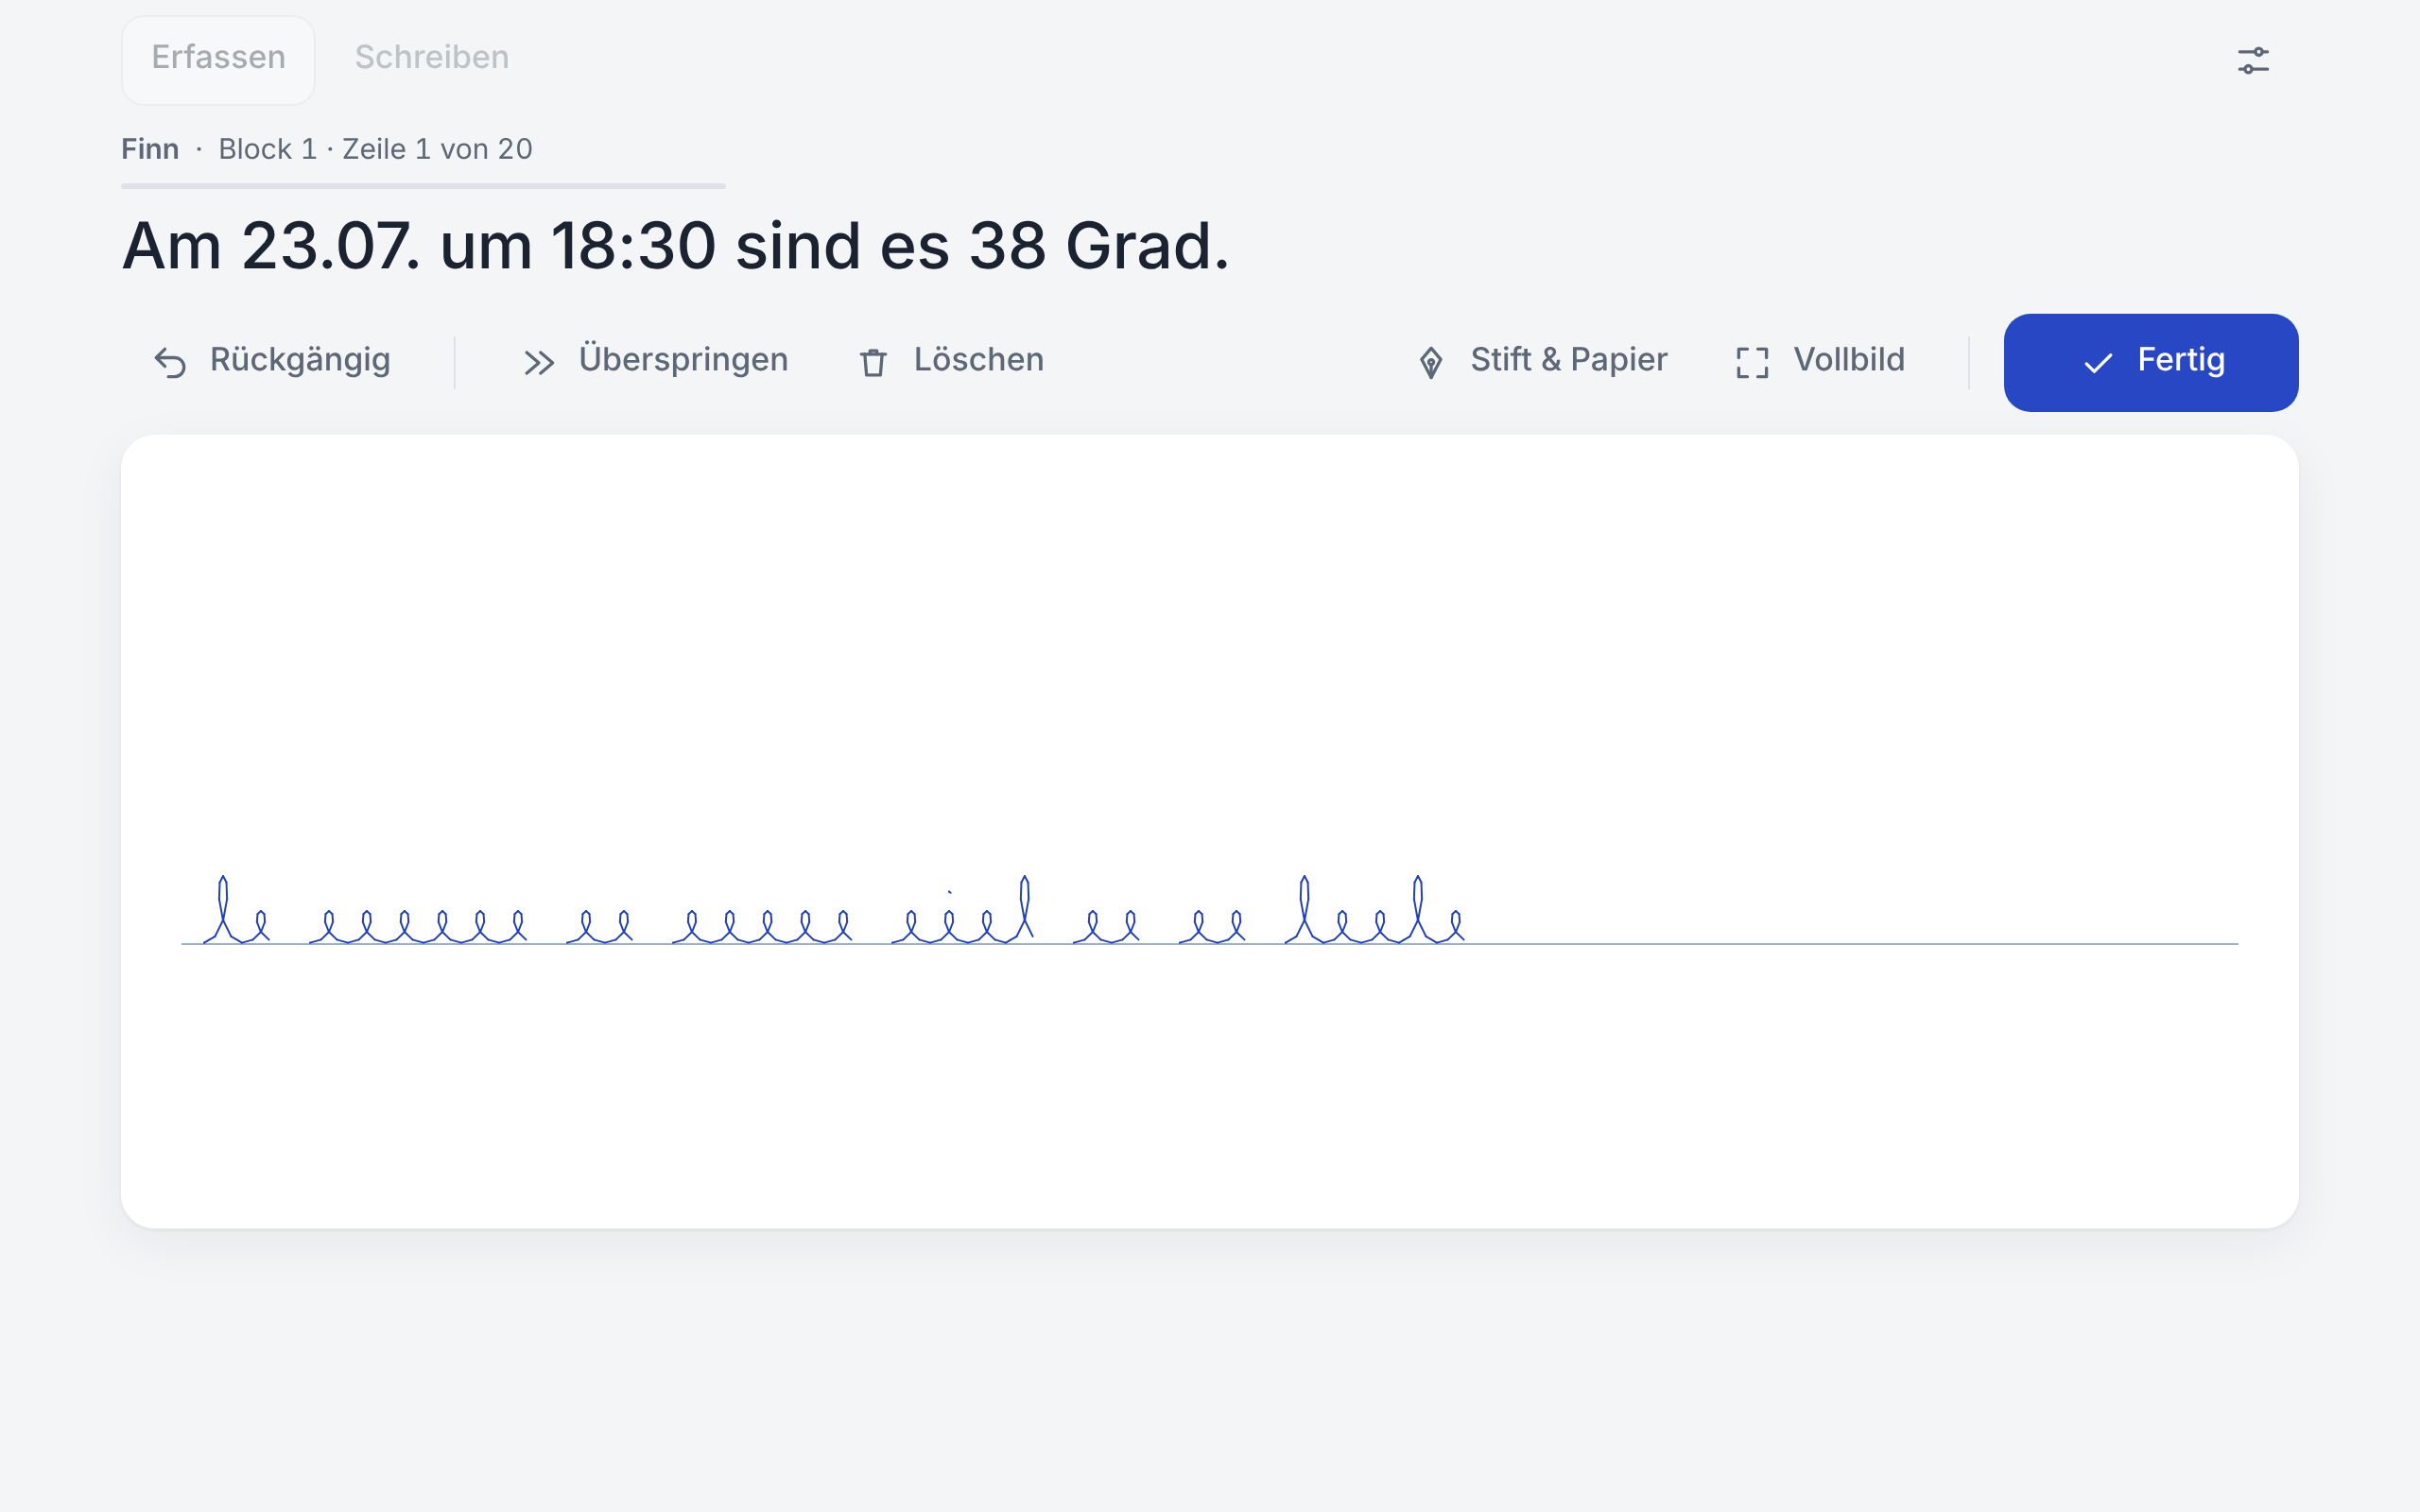 Erfassen Schreiben
Finn · Block 1 · Zeile 1 von 20
Am 23.07. um 18:30 sind es 38 Grad.
Rückgängig Überspringen Löschen Stift & Papier Vollbild Fertig